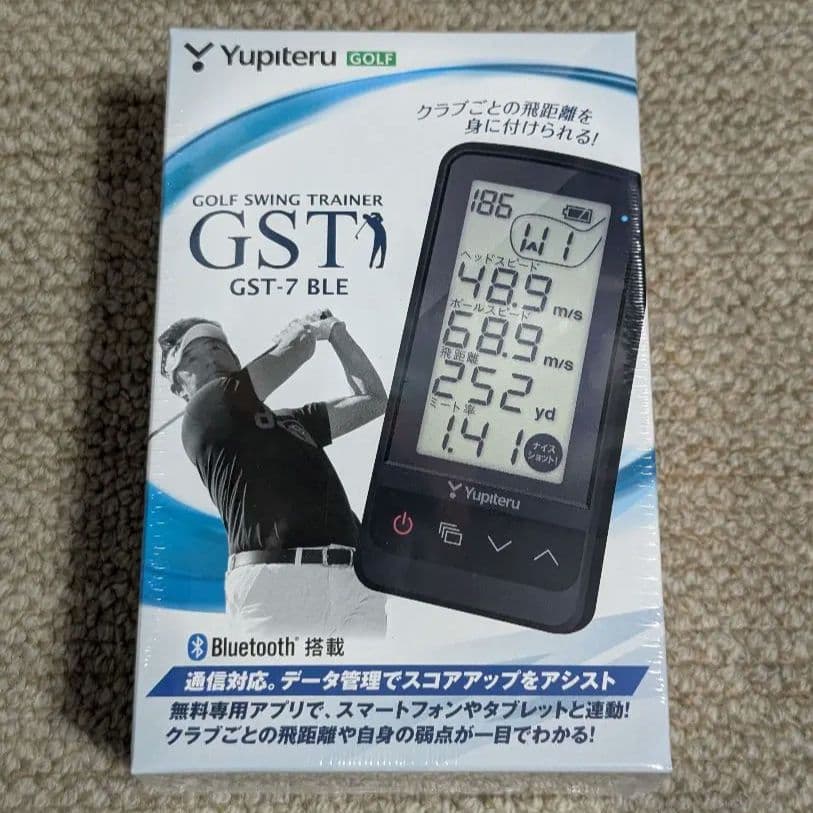 Yupiteru GOLF
クラブごとの飛距離を
身に付けられる!
GOLF SWING TRAINER
GST
GST-7 BLE
186
W1
ヘッドスピード
48.9 m/s
ボールスピード
68.9 m/s
飛距離
252 yd
ミート率
1.41
ナイス
ショット!
Yupiteru
Bluetooth® 搭載
通信対応。データ管理でスコアアップをアシスト
無料専用アプリで、スマートフォンやタブレットと連動!
クラブごとの飛距離や自身の弱点が一目でわかる!